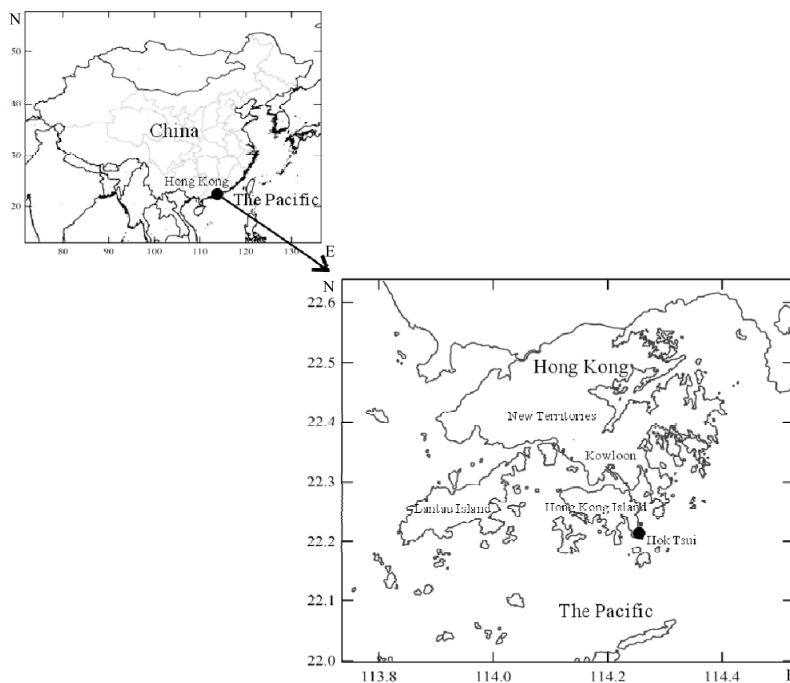 N
50
40
China
30
Hong Kong
The Pacific
20
80
90
100
110
120
130
E
N
22.6
22.5
Hong Kong
New Territories
22.4
Kowloon
22.3
Lantau Island
Hong Kong Island
22.2
Hok Tsui
22.1
The Pacific
22.0
113.8
114.0
114.2
114.4